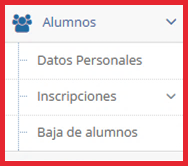 Alumnos
Datos Personales
Inscripciones
Baja de alumnos